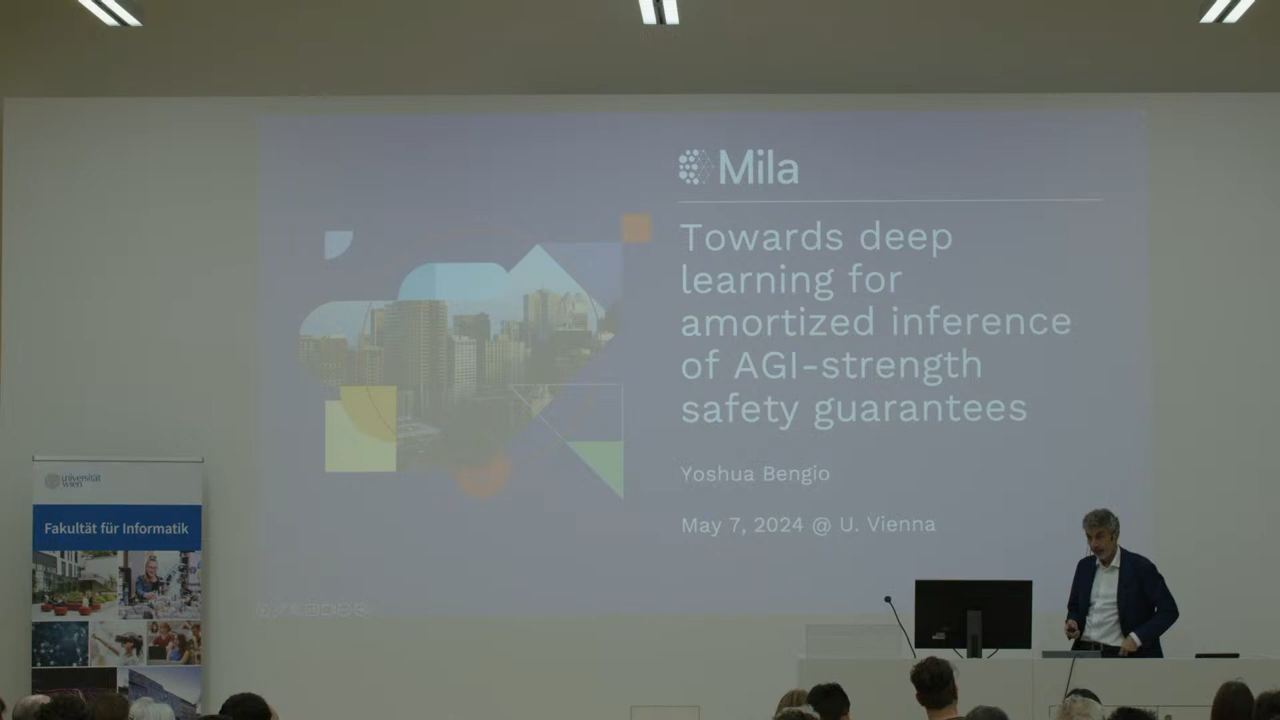 Mila
Towards deep
learning for
amortized inference
of AGI-strength
safety guarantees
Yoshua Bengio
May 7, 2024 @ U. Vienna
universität
wien
Fakultät für Informatik